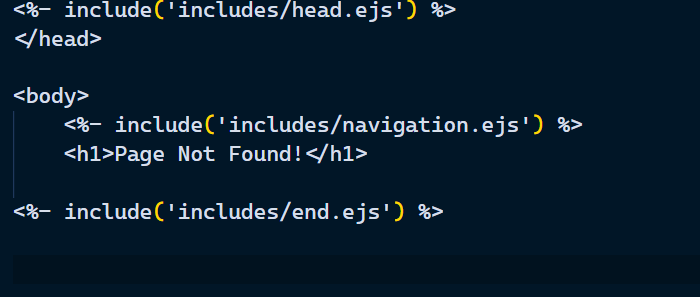 <%- include('includes/head.ejs') %>
</head>
<body>
<%- include('includes/navigation.ejs') %>
<h1>Page Not Found!</h1>
<%- include('includes/end.ejs') %>